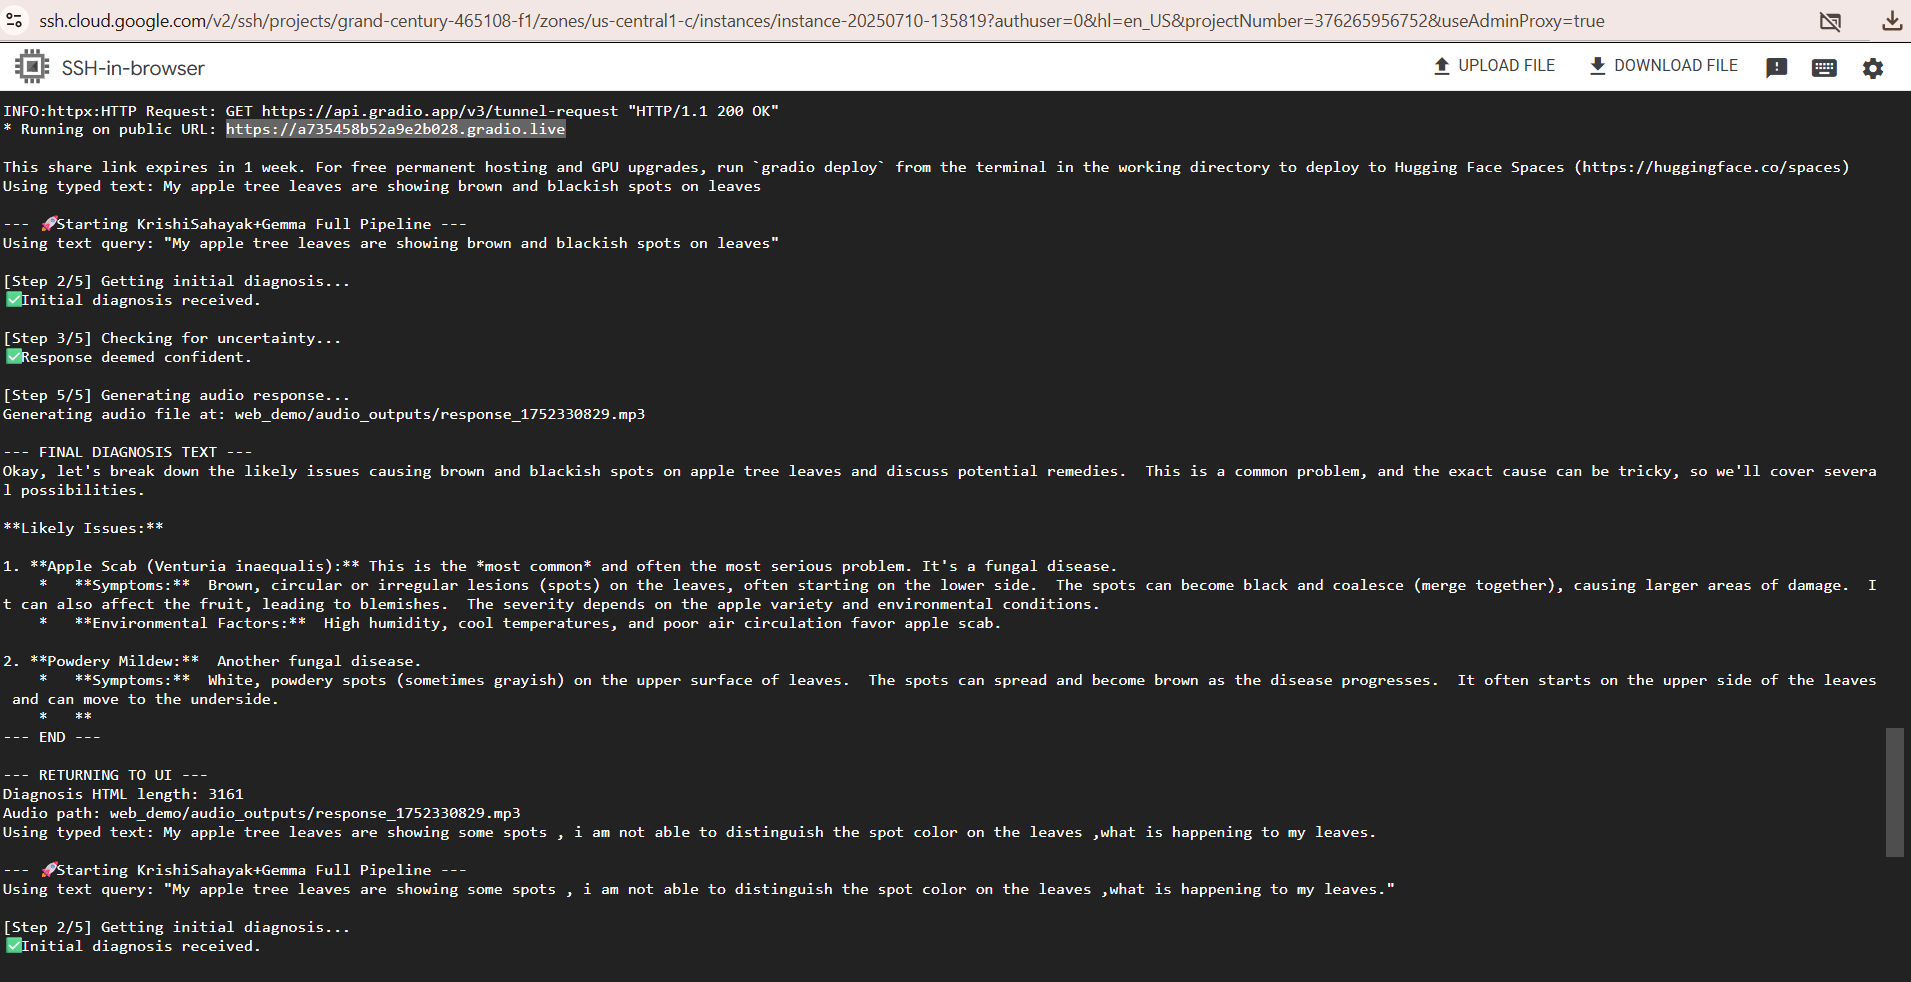 ssh.cloud.google.com/v2/ssh/projects/grand-century-465108-f1/zones/us-central1-c/instances/instance-20250710-135819?authuser=0&hl=en_US&projectNumber=376265956752&useAdminProxy=true
SSH-in-browser
UPLOAD FILE
DOWNLOAD FILE
INFO:httpx:HTTP Request: GET https://api.gradio.app/v3/tunnel-request "HTTP/1.1 200 OK"
* Running on public URL: https://a735458b52a9e2b028.gradio.live
This share link expires in 1 week. For free permanent hosting and GPU upgrades, run `gradio deploy` from the terminal in the working directory to deploy to Hugging Face Spaces (https://huggingface.co/spaces)
Using typed text: My apple tree leaves are showing brown and blackish spots on leaves
--- 🚀Starting KrishiSahayak+Gemma Full Pipeline ---
Using text query: "My apple tree leaves are showing brown and blackish spots on leaves"
[Step 2/5] Getting initial diagnosis...
✅Initial diagnosis received.
[Step 3/5] Checking for uncertainty...
✅Response deemed confident.
[Step 5/5] Generating audio response...
Generating audio file at: web_demo/audio_outputs/response_1752330829.mp3
--- FINAL DIAGNOSIS TEXT ---
Okay, let's break down the likely issues causing brown and blackish spots on apple tree leaves and discuss potential remedies.  This is a common problem, and the exact cause can be tricky, so we'll cover severa
l possibilities.
**Likely Issues:**
1. **Apple Scab (Venturia inaequalis):** This is the *most common* and often the most serious problem. It's a fungal disease.
*   **Symptoms:**  Brown, circular or irregular lesions (spots) on the leaves, often starting on the lower side.  The spots can become black and coalesce (merge together), causing larger areas of damage.  I
t can also affect the fruit, leading to blemishes.  The severity depends on the apple variety and environmental conditions.
*   **Environmental Factors:**  High humidity, cool temperatures, and poor air circulation favor apple scab.
2. **Powdery Mildew:**  Another fungal disease.
*   **Symptoms:**  White, powdery spots (sometimes grayish) on the upper surface of leaves.  The spots can spread and become brown as the disease progresses.  It often starts on the upper side of the leaves
and can move to the underside.
*   **
--- END ---
--- RETURNING TO UI ---
Diagnosis HTML length: 3161
Audio path: web_demo/audio_outputs/response_1752330829.mp3
Using typed text: My apple tree leaves are showing some spots , i am not able to distinguish the spot color on the leaves ,what is happening to my leaves.
--- 🚀Starting KrishiSahayak+Gemma Full Pipeline ---
Using text query: "My apple tree leaves are showing some spots , i am not able to distinguish the spot color on the leaves ,what is happening to my leaves."
[Step 2/5] Getting initial diagnosis...
✅Initial diagnosis received.